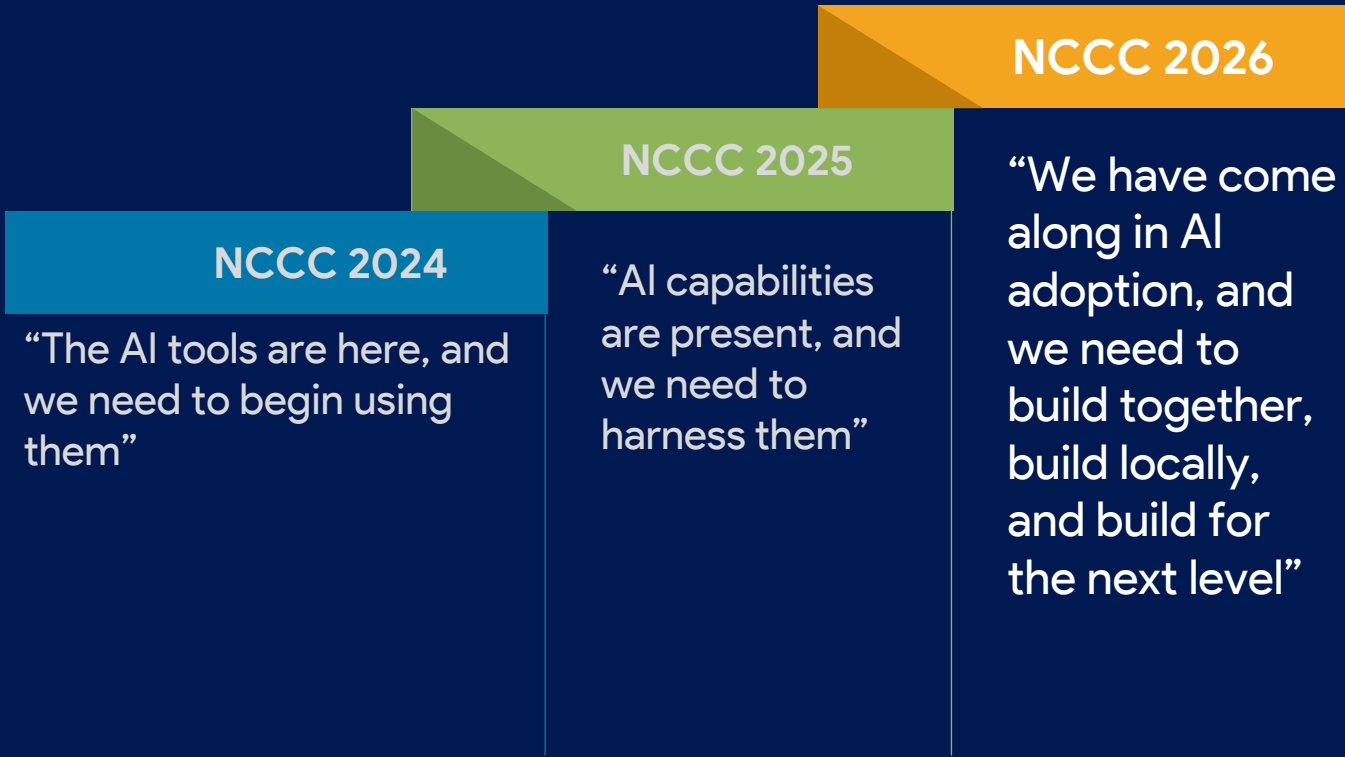 NCCC 2024
“The AI tools are here, and
we need to begin using
them”
NCCC 2025
“AI capabilities
are present, and
we need to
harness them”
NCCC 2026
“We have come
along in AI
adoption, and
we need to
build together,
build locally,
and build for
the next level”